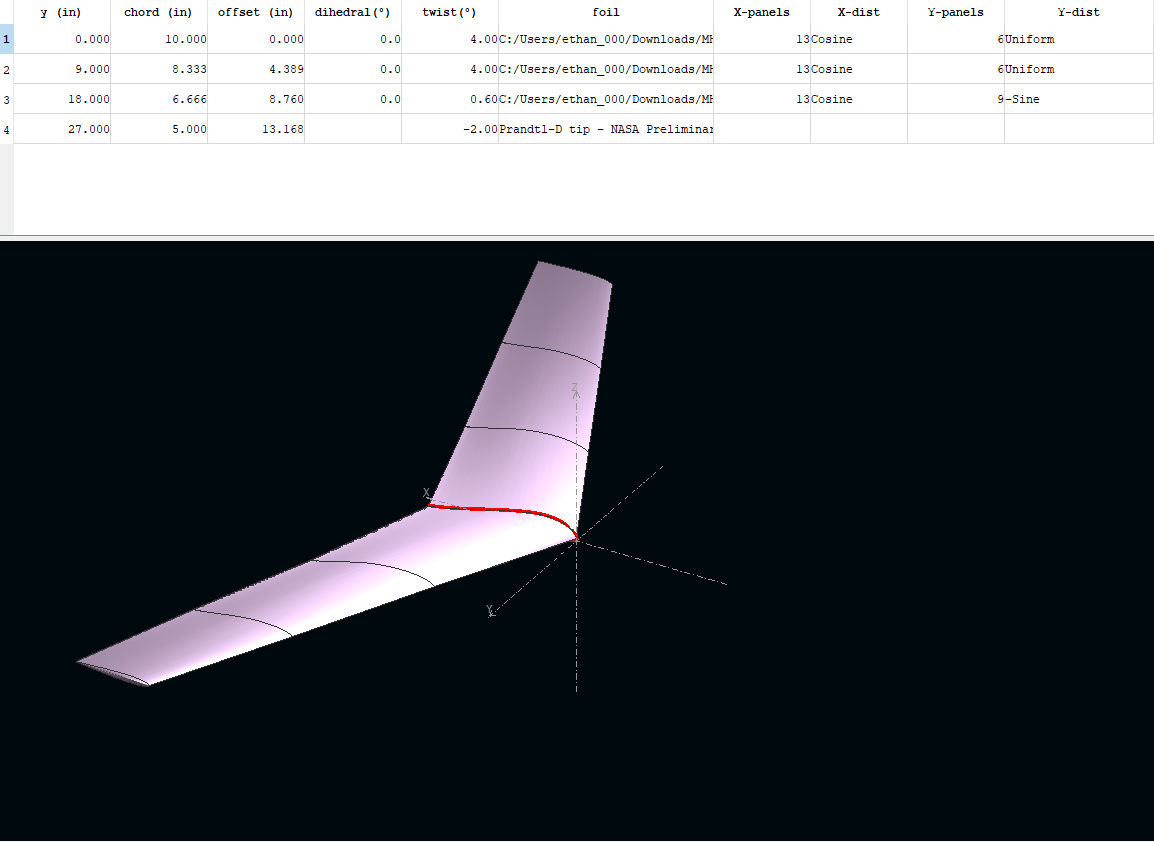 y (in) chord (in) offset (in) dihedral(°) twist(°) foil X-panels X-dist Y-panels Y-dist
1 0.000 10.000 0.000 0.0 4.00 C:/Users/ethan_000/Downloads/MH 13 Cosine 6 Uniform
2 9.000 8.333 4.389 0.0 4.00 C:/Users/ethan_000/Downloads/MH 13 Cosine 6 Uniform
3 18.000 6.666 8.760 0.0 0.60 C:/Users/ethan_000/Downloads/MH 13 Cosine 9 -Sine
4 27.000 5.000 13.168 -2.00 Prandtl-D tip - NASA Preliminar
Z
X
Y